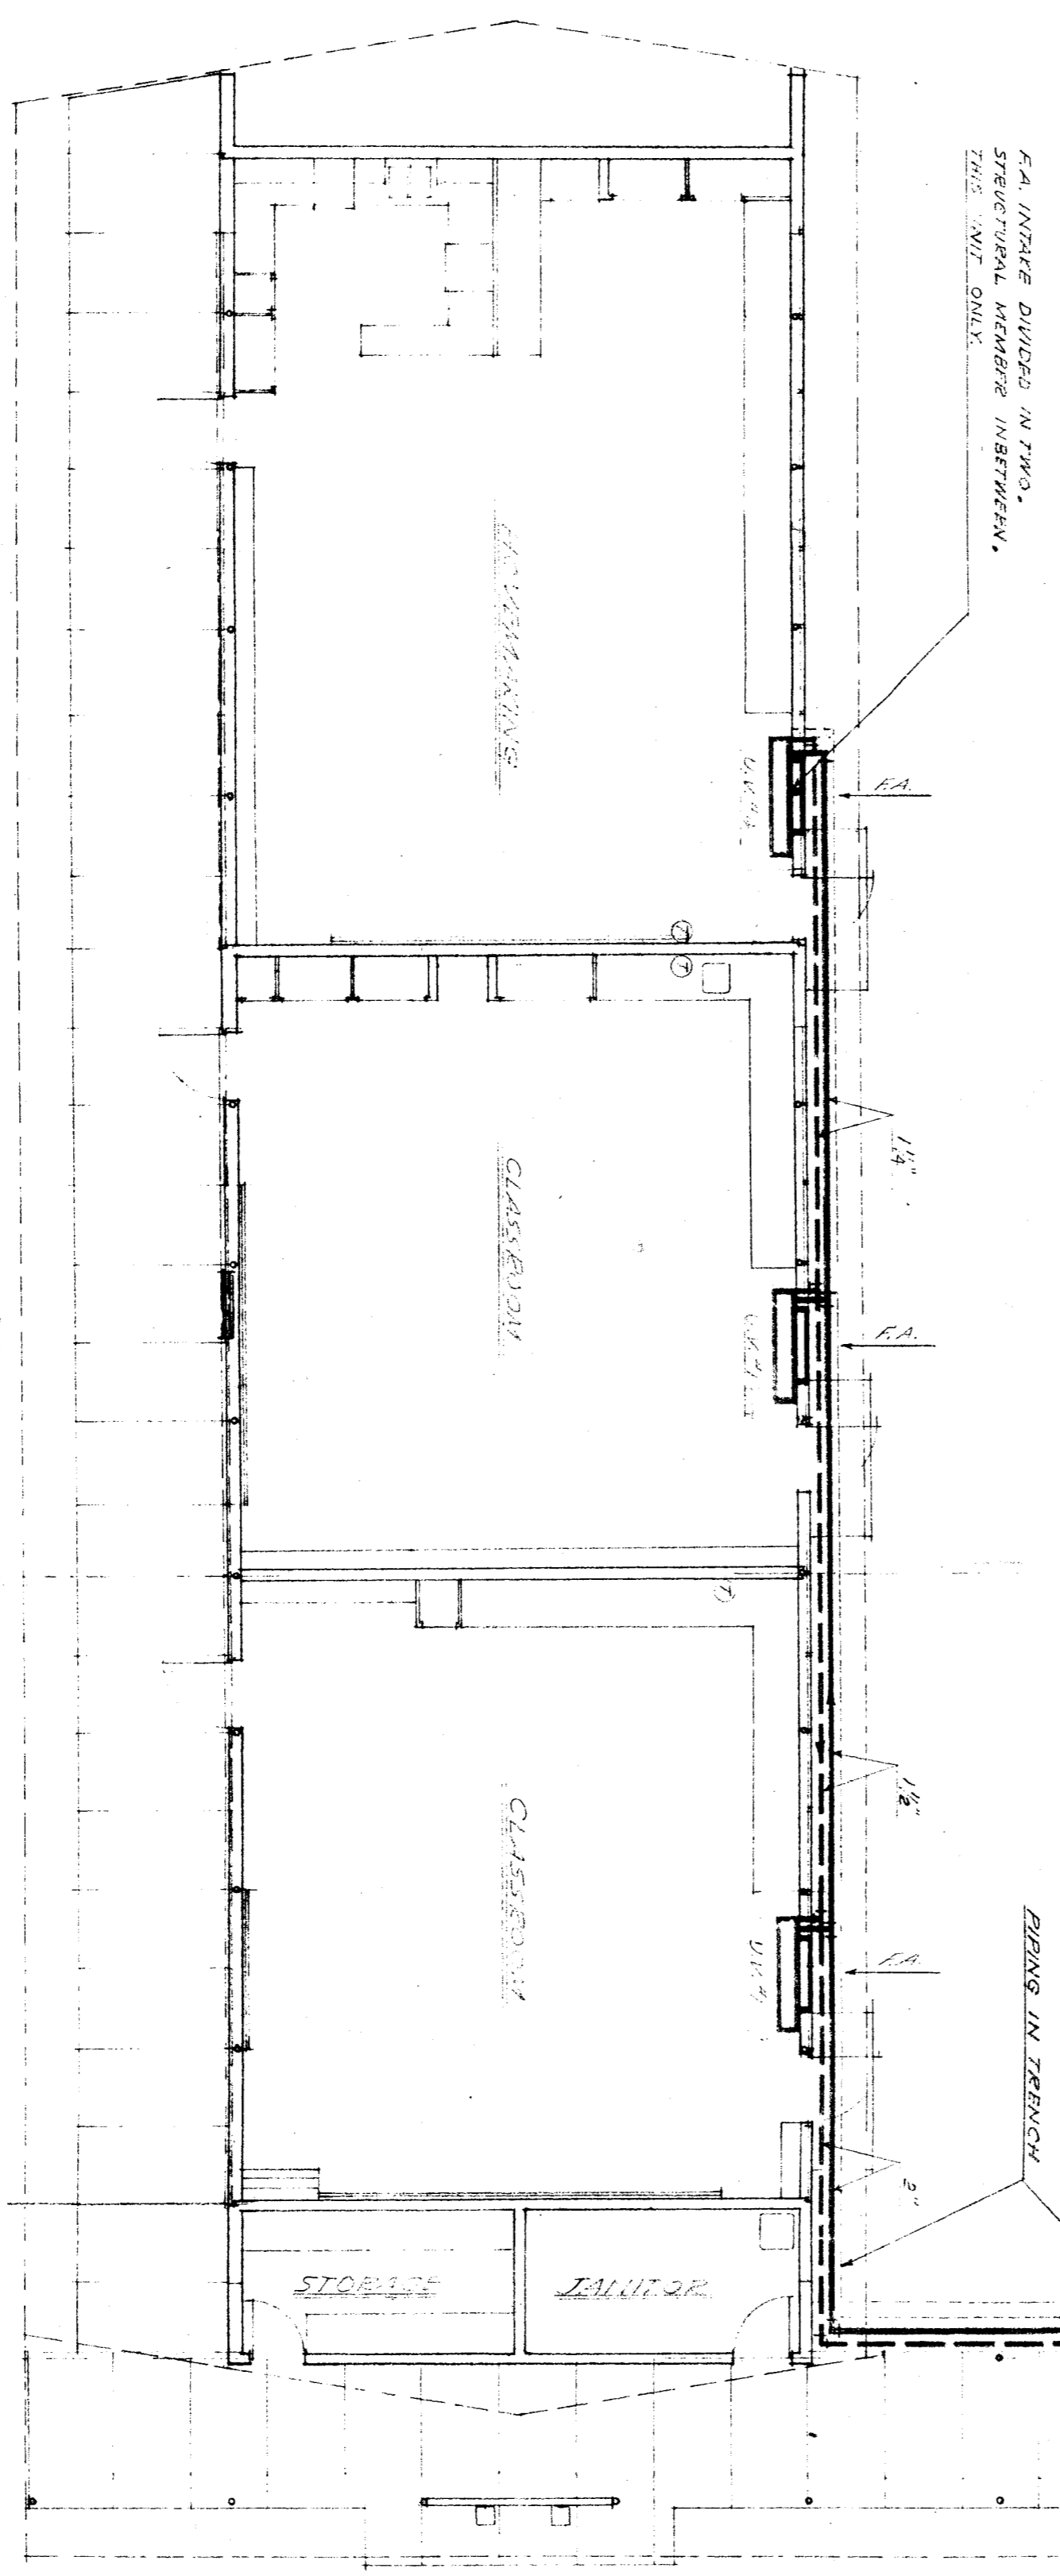 F.A. INTAKE DIVIDED IN TWO.
STRUCTURAL MEMBER INBETWEEN.
THIS UNIT ONLY.
F.A.
HOMEMAKING
T
T
1¼"
CLASSROOM
F.A.
T
1½"
CLASSROOM
F.A.
PIPING IN TRENCH
2"
STORAGE
JANITOR